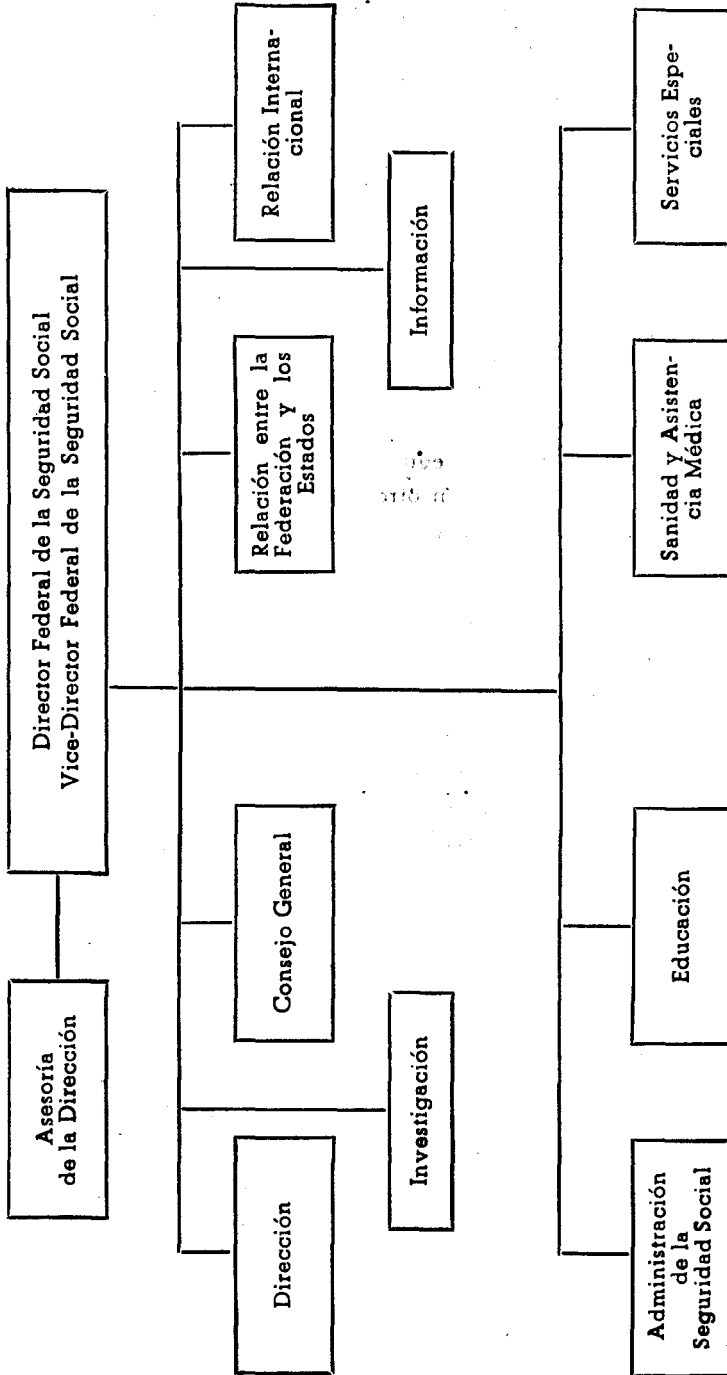 Asesoría
de la Dirección
Director Federal de la Seguridad Social
Vice-Director Federal de la Seguridad Social
Dirección
Consejo General
Relación entre la
Federación y los
Estados
Relación Interna-
cional
Investigación
Información
Administración
de la
Seguridad Social
Educación
Sanidad y Asisten-
cia Médica
Servicios Espe-
ciales